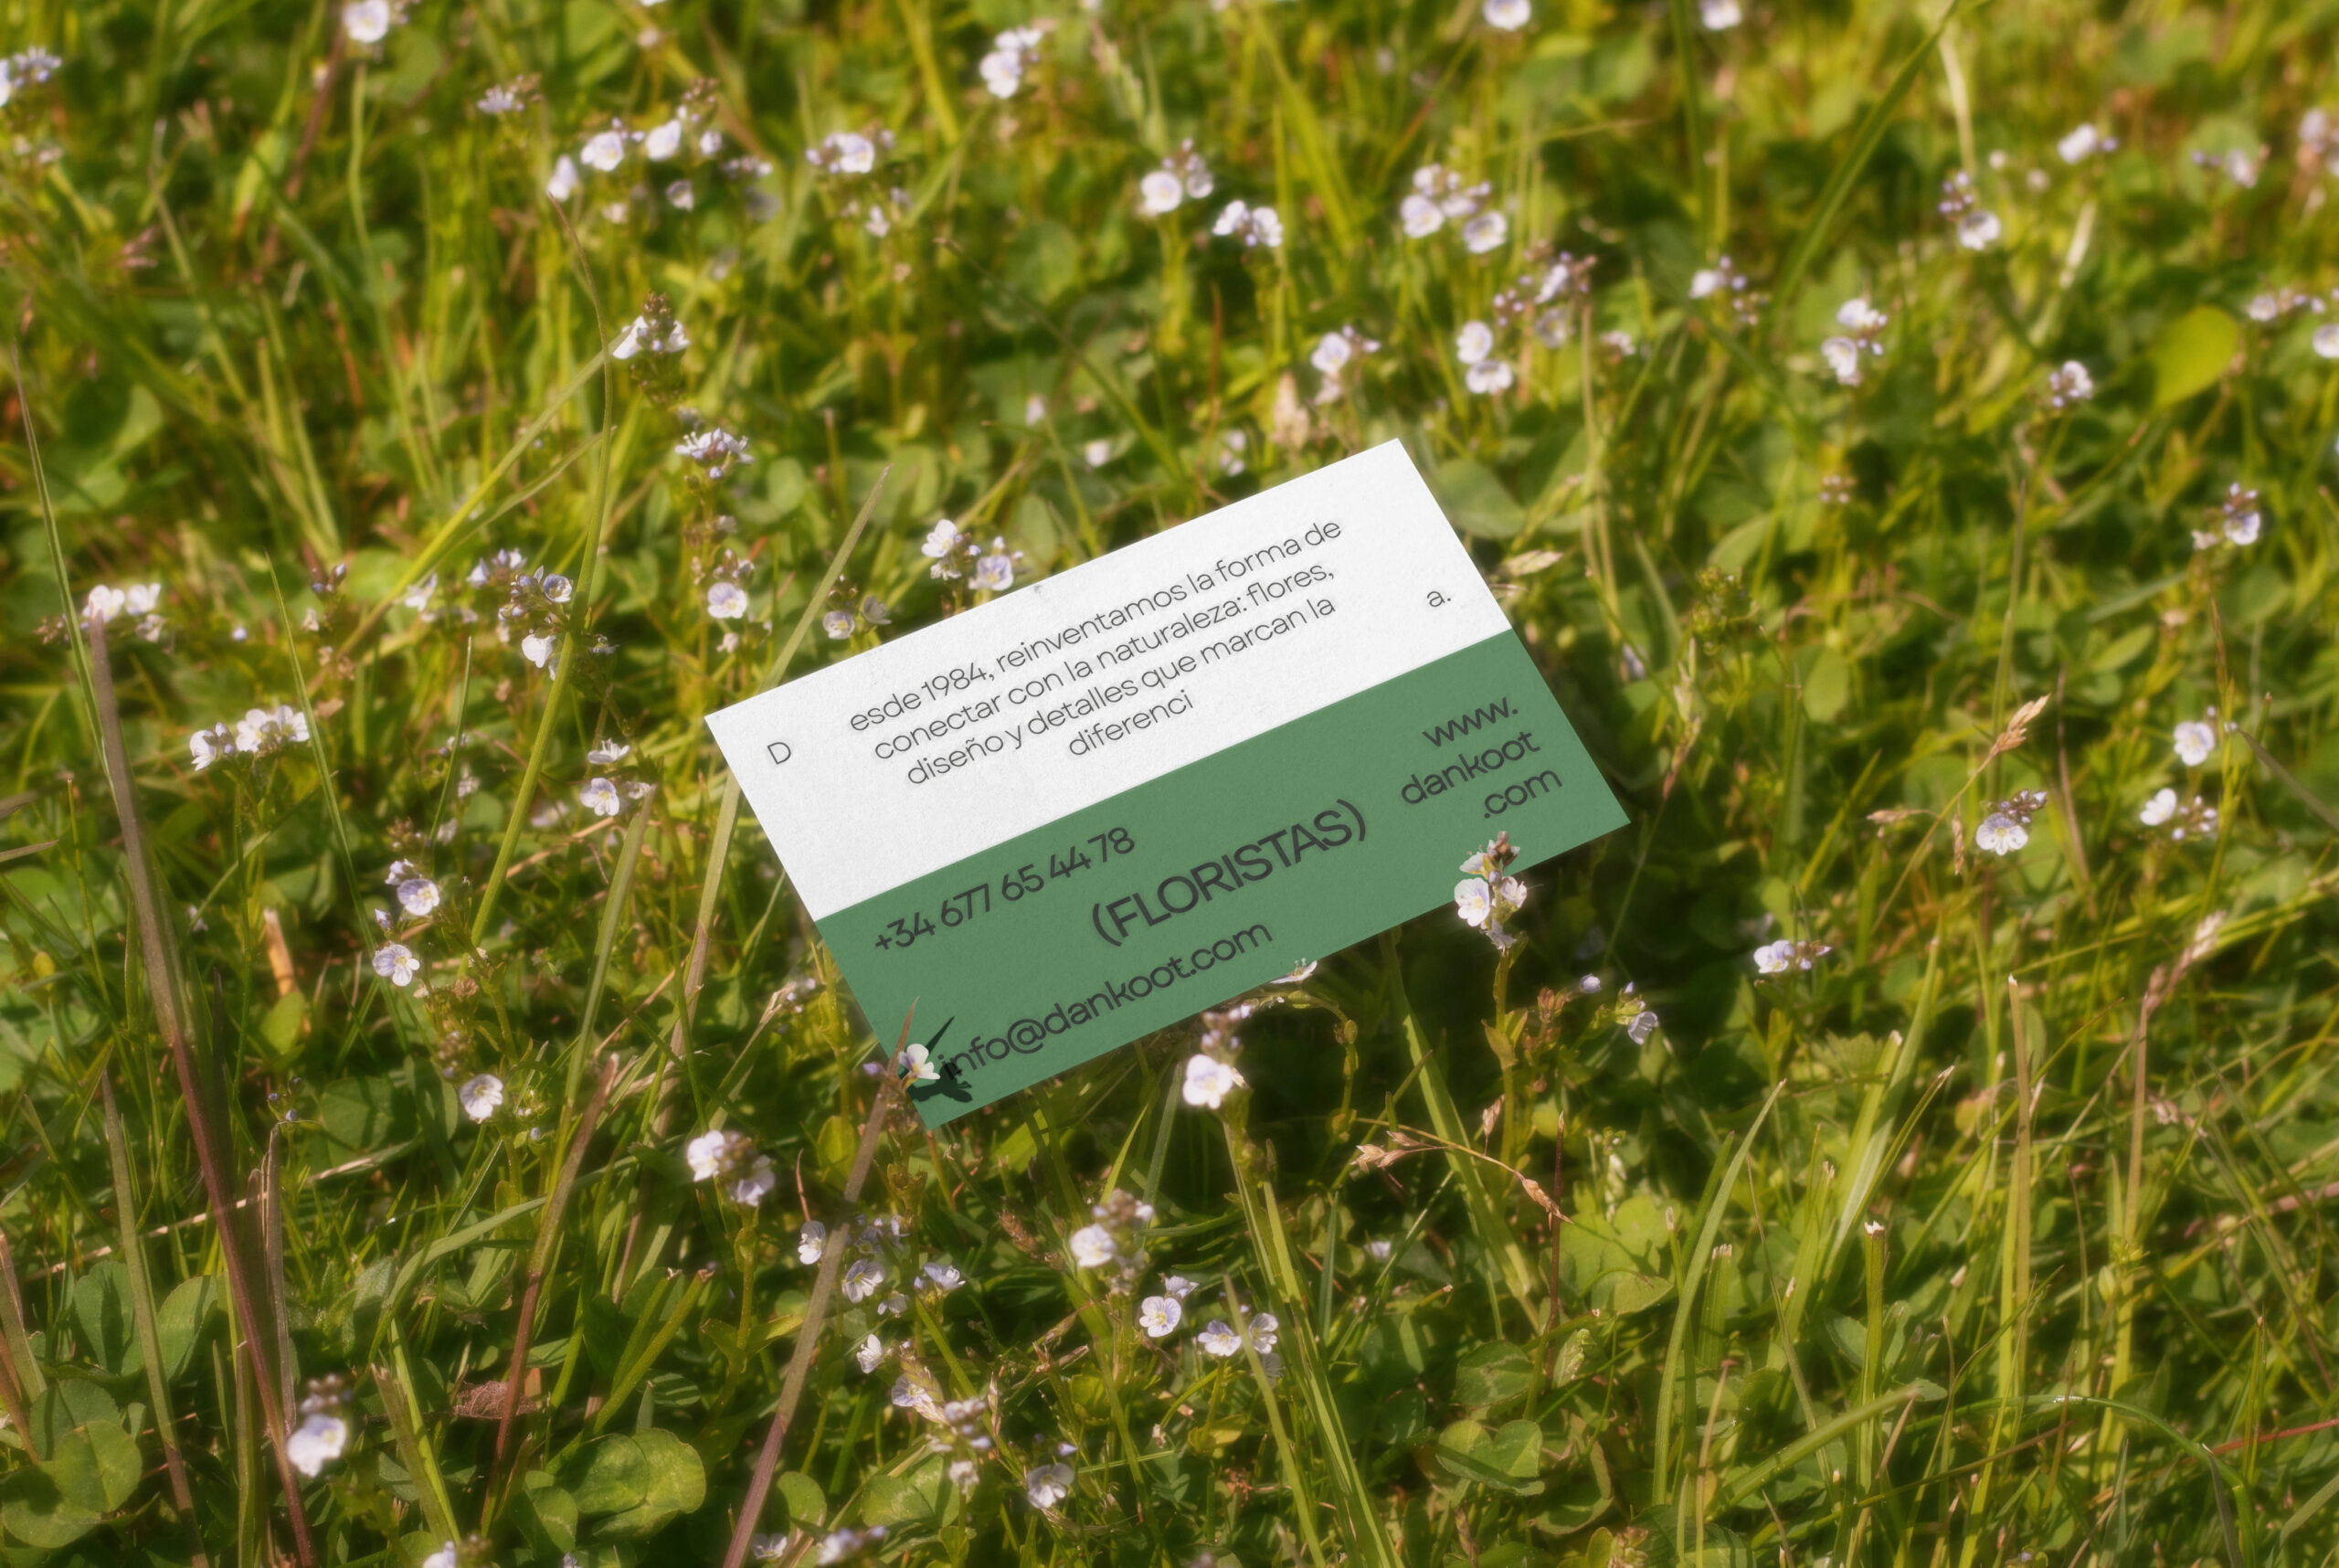 D
esde 1984, reinventamos la forma de
conectar con la naturaleza: flores,
diseño y detalles que marcan la
diferenci
a.
+34 677 65 44 78
(FLORISTAS)
info@dankoot.com
www.
dankoot
.com